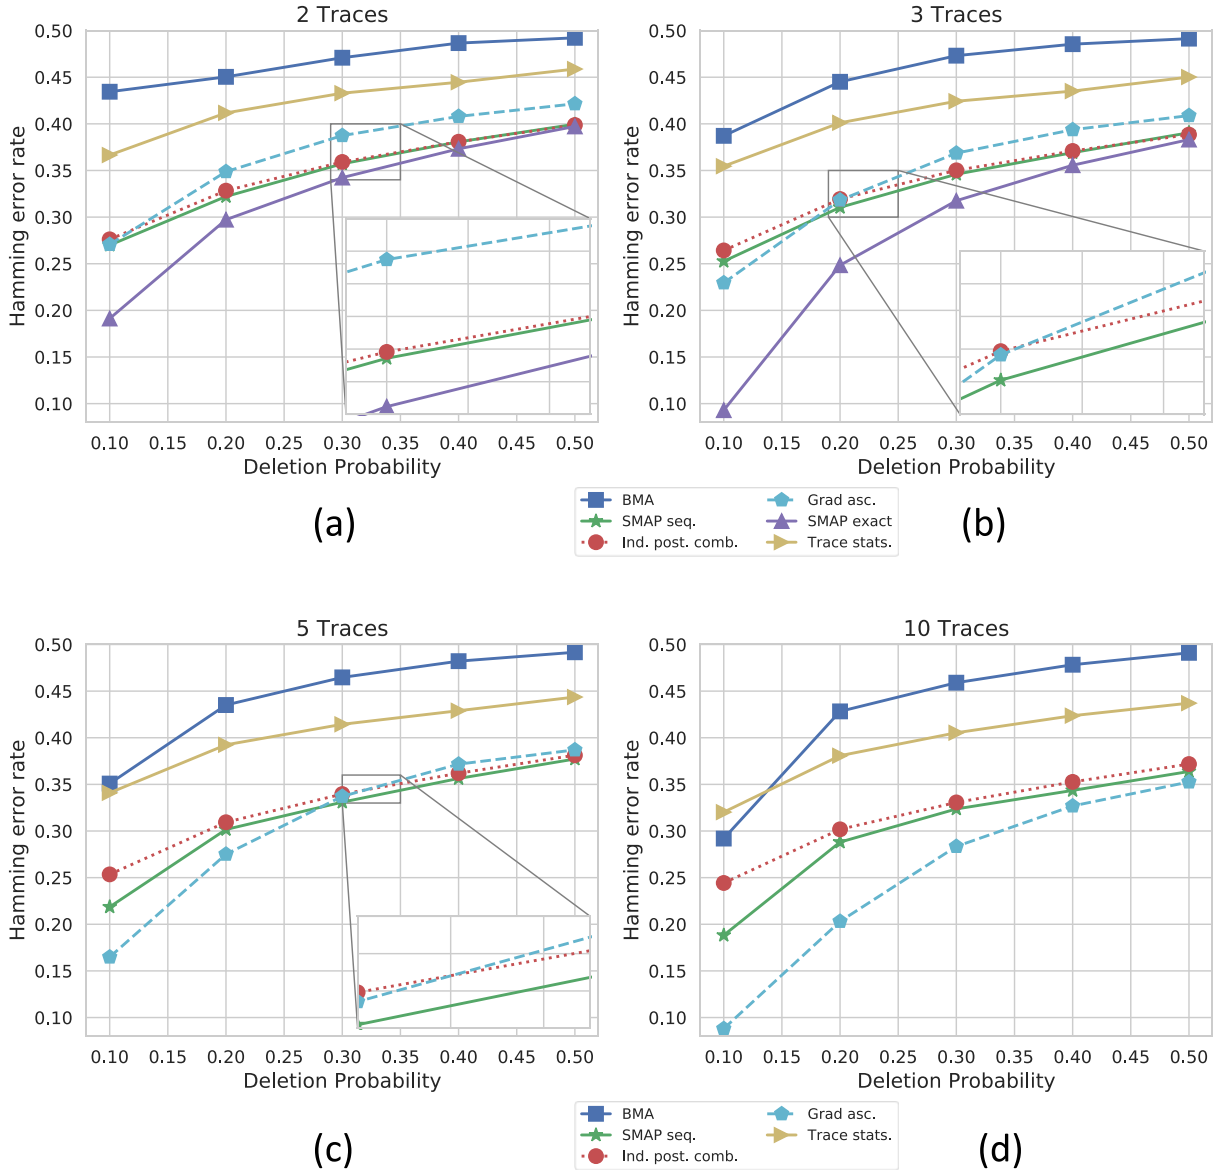 2 Traces
0.50
0.45
0.40
0.35
0.30
0.25
0.20
0.15
0.10
Hamming error rate
0.10 0.15 0.20 0.25 0.30 0.35 0.40 0.45 0.50
Deletion Probability
(a)
3 Traces
0.50
0.45
0.40
0.35
0.30
0.25
0.20
0.15
0.10
Hamming error rate
0.10 0.15 0.20 0.25 0.30 0.35 0.40 0.45 0.50
Deletion Probability
(b)
BMA
SMAP seq.
Ind. post. comb.
Grad asc.
SMAP exact
Trace stats.
5 Traces
0.50
0.45
0.40
0.35
0.30
0.25
0.20
0.15
0.10
Hamming error rate
0.10 0.15 0.20 0.25 0.30 0.35 0.40 0.45 0.50
Deletion Probability
(c)
10 Traces
0.50
0.45
0.40
0.35
0.30
0.25
0.20
0.15
0.10
Hamming error rate
0.10 0.15 0.20 0.25 0.30 0.35 0.40 0.45 0.50
Deletion Probability
(d)
BMA
SMAP seq.
Ind. post. comb.
Grad asc.
Trace stats.